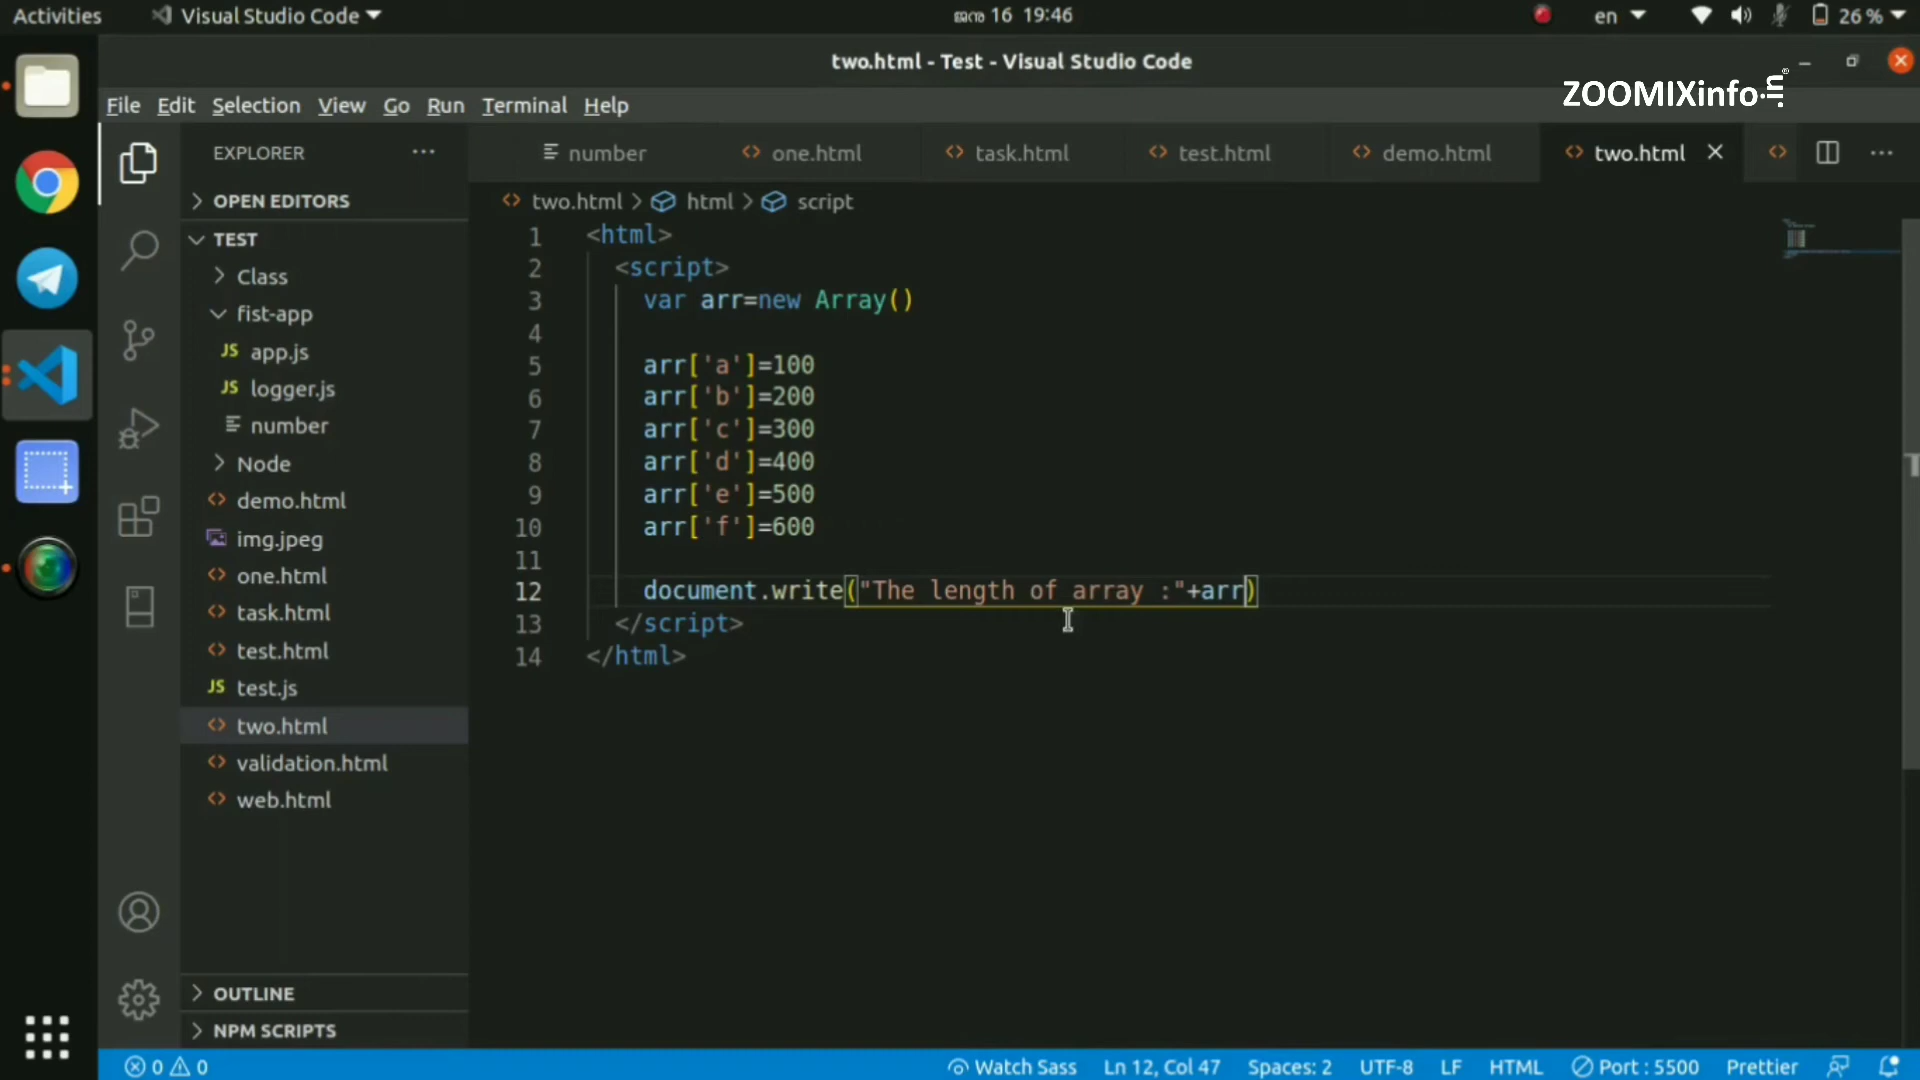 Activities Visual Studio Code മാസ 16 19:46 en 26 %
two.html - Test - Visual Studio Code
ZOOMIXinfo.in®
File Edit Selection View Go Run Terminal Help
EXPLORER ···
number one.html task.html test.html demo.html two.html
OPEN EDITORS
two.html > html > script
TEST
Class
fist-app
JS app.js
JS logger.js
number
Node
demo.html
img.jpeg
one.html
task.html
test.html
JS test.js
two.html
validation.html
web.html
OUTLINE
NPM SCRIPTS
1 <html>
2 <script>
3 var arr=new Array()
4
5 arr['a']=100
6 arr['b']=200
7 arr['c']=300
8 arr['d']=400
9 arr['e']=500
10 arr['f']=600
11
12 document.write("The length of array :"+arr)
13 </script>
14 </html>
0 0 Watch Sass Ln 12, Col 47 Spaces: 2 UTF-8 LF HTML Port : 5500 Prettier